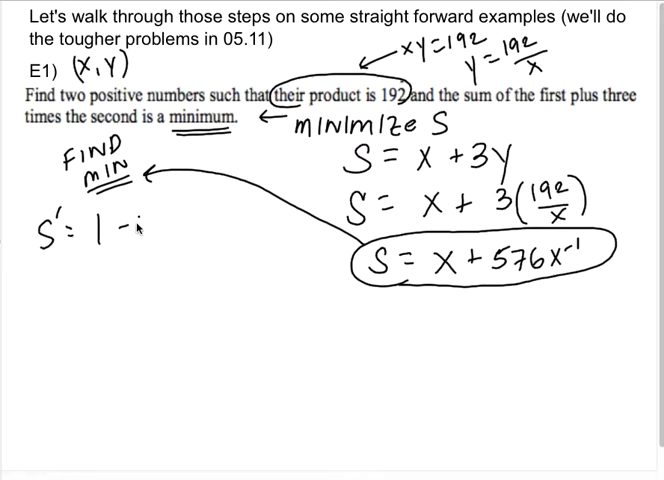 Let's walk through those steps on some straight forward examples (we'll do
the tougher problems in 05.11)
xy=192
y=192/x
E1) (x,y)
Find two positive numbers such that their product is 192 and the sum of the first plus three
times the second is a minimum.
MINIMIZE S
FIND
MIN
S = x + 3y
S = x + 3(192/x)
S' = 1 -
S = x + 576x⁻¹